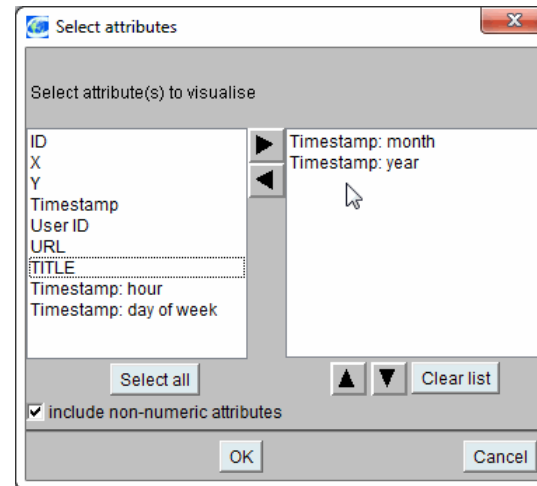 Select attributes
Select attribute(s) to visualise
ID
X
Y
Timestamp
User ID
URL
TITLE
Timestamp: hour
Timestamp: day of week
Timestamp: month
Timestamp: year
Select all
Clear list
include non-numeric attributes
OK
Cancel